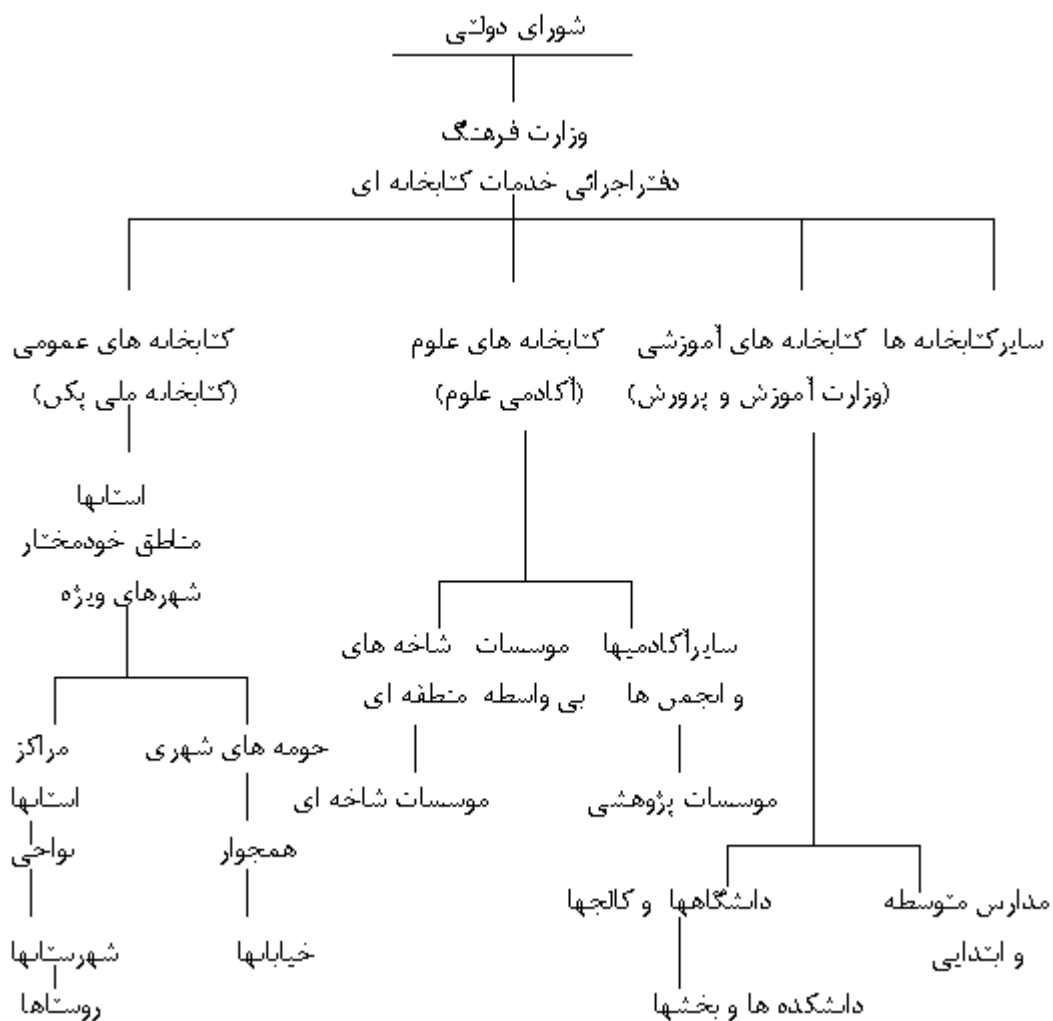 شورای دولتی
وزارت فرهنگ
دفتراجرائی خدمات کتابخانه ای
سایرکتابخانه ها
کتابخانه های آموزشی
(وزارت آموزش و پرورش)
کتابخانه های علوم
(آکادمی علوم)
کتابخانه های عمومی
(کتابخانه ملی پکن)
استانها
مناطق خودمختار
شهرهای ویژه
سایرآکادمیها
و انجمن ها
موسسات
بی واسطه
شاخه های
منطقه ای
حومه های شهری
مراکز
استانها
موسسات پژوهشی
موسسات شاخه ای
همجوار
نواحی
مدارس متوسطه
و ابتدایی
دانشگاهها و کالجها
خیابانها
شهرستانها
دانشکده ها و بخشها
روستاها